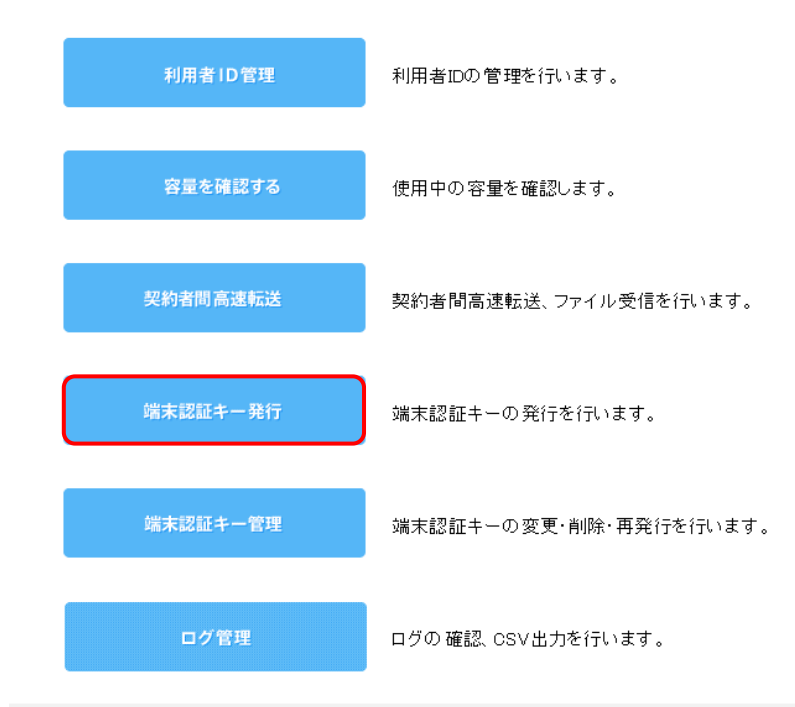 利用者ID管理 利用者IDの管理を行います。
容量を確認する 使用中の容量を確認します。
契約者間高速転送 契約者間高速転送、ファイル受信を行います。
端末認証キー発行 端末認証キーの発行を行います。
端末認証キー管理 端末認証キーの変更・削除・再発行を行います。
ログ管理 ログの確認、CSV出力を行います。